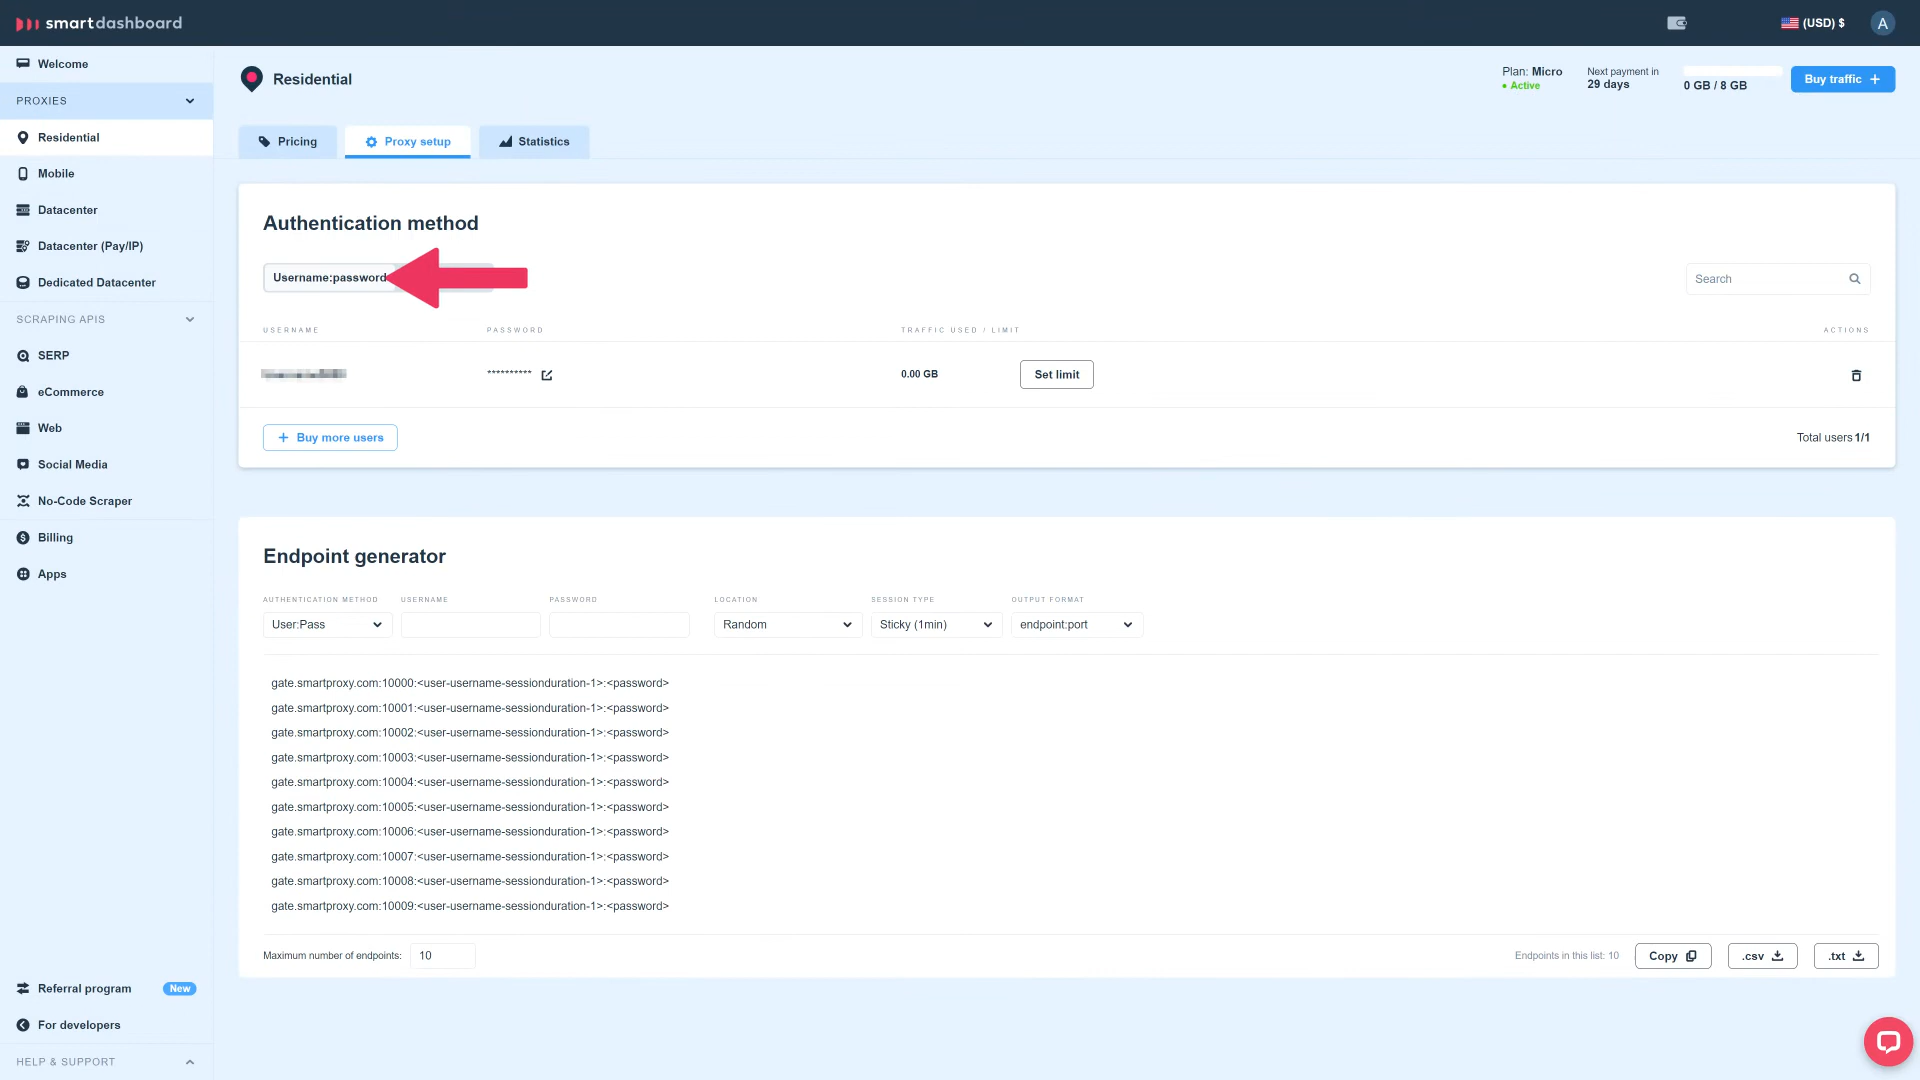 smartdashboard
(USD) $
A
Welcome
PROXIES
Residential
Mobile
Datacenter
Datacenter (Pay/IP)
Dedicated Datacenter
SCRAPING APIS
SERP
eCommerce
Web
Social Media
No-Code Scraper
Billing
Apps
Referral program New
For developers
HELP & SUPPORT
Residential
Plan: Micro
• Active
Next payment in
29 days
0 GB / 8 GB
Buy traffic +
Pricing
Proxy setup
Statistics
Authentication method
Username:password
Search
USERNAME PASSWORD TRAFFIC USED / LIMIT ACTIONS
********** 0.00 GB Set limit
+ Buy more users
Total users 1/1
Endpoint generator
AUTHENTICATION METHOD USERNAME PASSWORD LOCATION SESSION TYPE OUTPUT FORMAT
User:Pass Random Sticky (1min) endpoint:port
gate.smartproxy.com:10000:<user-username-sessionduration-1>:<password>
gate.smartproxy.com:10001:<user-username-sessionduration-1>:<password>
gate.smartproxy.com:10002:<user-username-sessionduration-1>:<password>
gate.smartproxy.com:10003:<user-username-sessionduration-1>:<password>
gate.smartproxy.com:10004:<user-username-sessionduration-1>:<password>
gate.smartproxy.com:10005:<user-username-sessionduration-1>:<password>
gate.smartproxy.com:10006:<user-username-sessionduration-1>:<password>
gate.smartproxy.com:10007:<user-username-sessionduration-1>:<password>
gate.smartproxy.com:10008:<user-username-sessionduration-1>:<password>
gate.smartproxy.com:10009:<user-username-sessionduration-1>:<password>
Maximum number of endpoints: 10
Endpoints in this list: 10
Copy
.csv
.txt